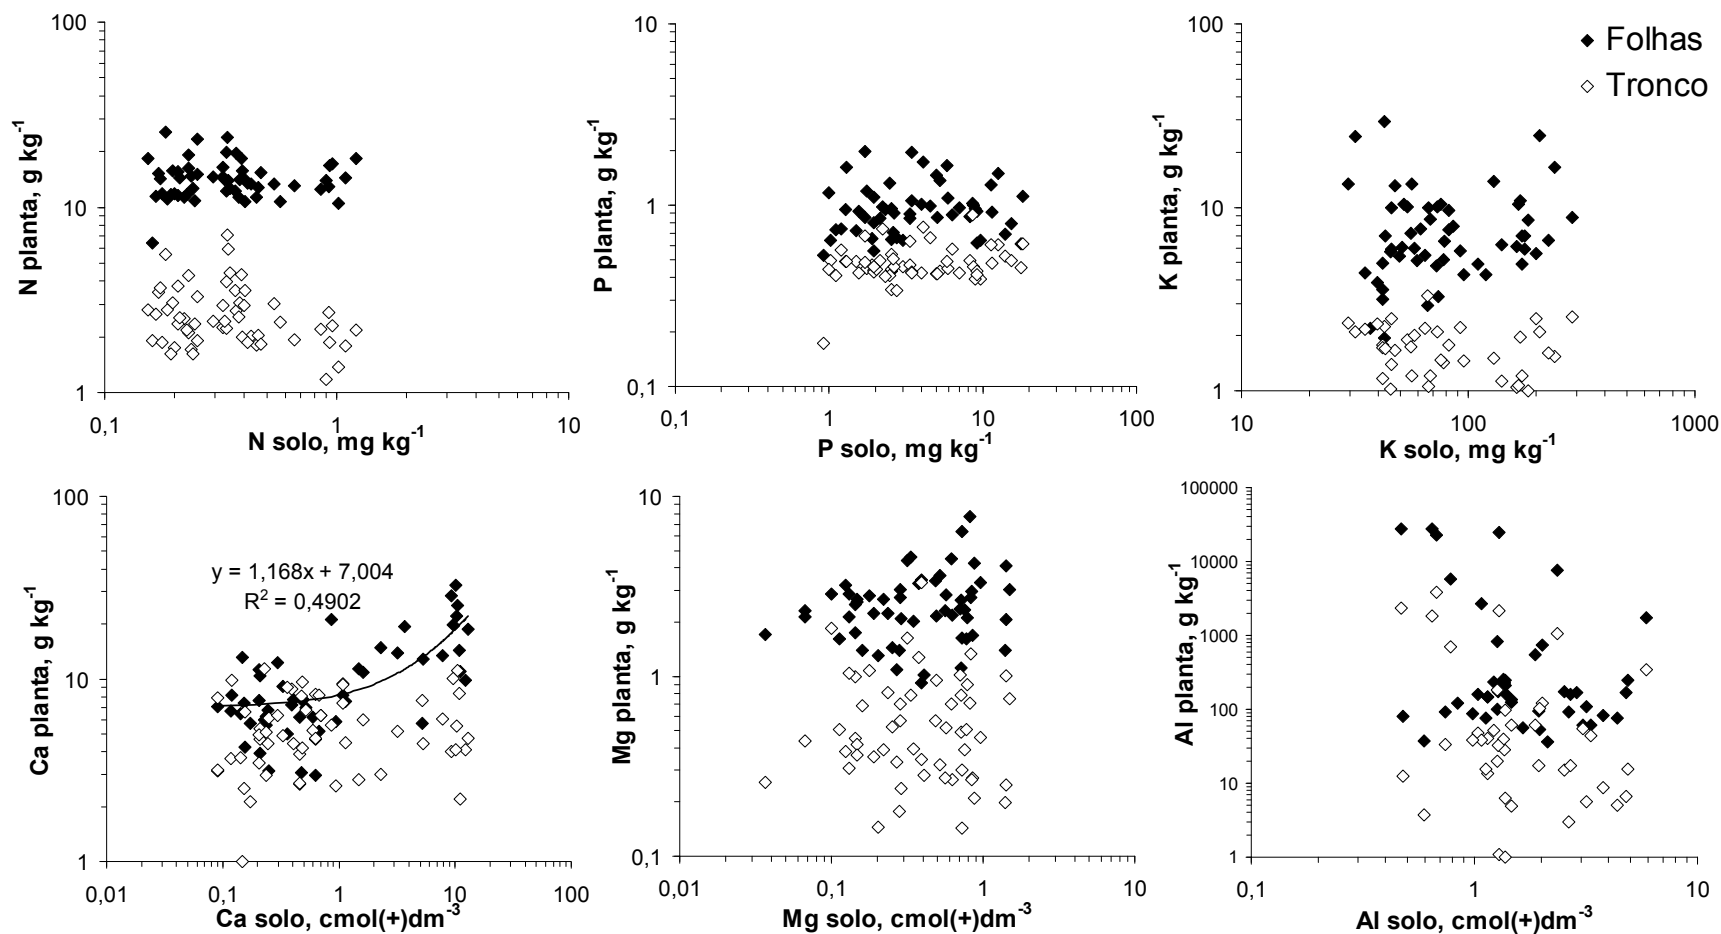 100
10
1
N planta, g kg⁻¹
0,1
1
10
N solo, mg kg⁻¹
10
1
0,1
P planta, g kg⁻¹
0,1
1
10
100
P solo, mg kg⁻¹
100
10
1
K planta, g kg⁻¹
10
100
1000
K solo, mg kg⁻¹
Folhas
Tronco
100
10
1
Ca planta, g kg⁻¹
y = 1,168x + 7,004
R² = 0,4902
0,01
0,1
1
10
100
Ca solo, cmol(+)dm⁻³
10
1
0,1
Mg planta, g kg⁻¹
0,01
0,1
1
10
Mg solo, cmol(+)dm⁻³
100000
10000
1000
100
10
1
Al planta, g kg⁻¹
0,1
1
10
Al solo, cmol(+)dm⁻³